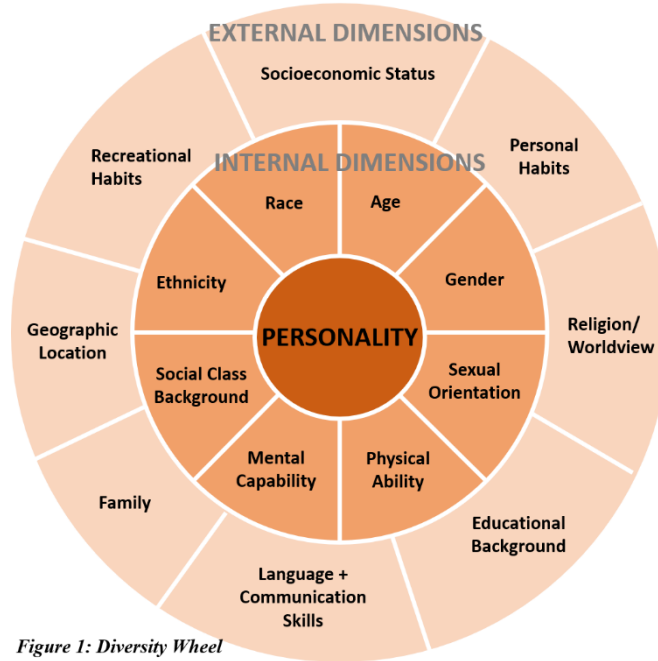 EXTERNAL DIMENSIONS
Socioeconomic Status
Personal
Habits
Religion/
Worldview
Educational
Background
Language +
Communication
Skills
Family
Geographic
Location
Recreational
Habits
INTERNAL DIMENSIONS
Race
Age
Gender
Sexual
Orientation
Physical
Ability
Mental
Capability
Social Class
Background
Ethnicity
PERSONALITY
Figure 1: Diversity Wheel